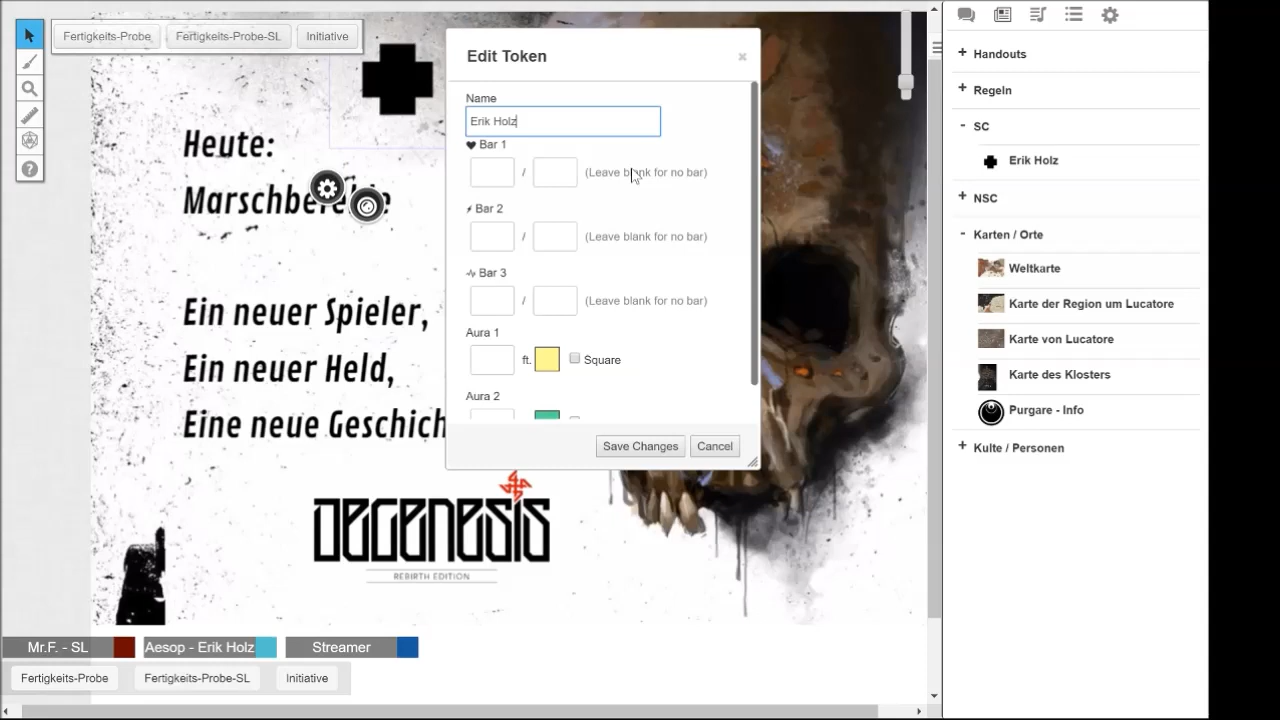 Fertigkeits-Probe
Fertigkeits-Probe-SL
Initiative
Heute:
Ein neuer Spieler,
Ein neuer Held,
Eine neue Geschich
DEGENESIS
REBIRTH EDITION
Edit Token
Name
Erik Holz
Bar 1
/ (Leave blank for no bar)
Bar 2
/ (Leave blank for no bar)
Bar 3
/ (Leave blank for no bar)
Aura 1
ft. Square
Aura 2
Save Changes
Cancel
Mr.F. - SL
Aesop - Erik Holz
Streamer
Fertigkeits-Probe
Fertigkeits-Probe-SL
Initiative
+ Handouts
+ Regeln
- SC
Erik Holz
+ NSC
- Karten / Orte
Weltkarte
Karte der Region um Lucatore
Karte von Lucatore
Karte des Klosters
Purgare - Info
+ Kulte / Personen